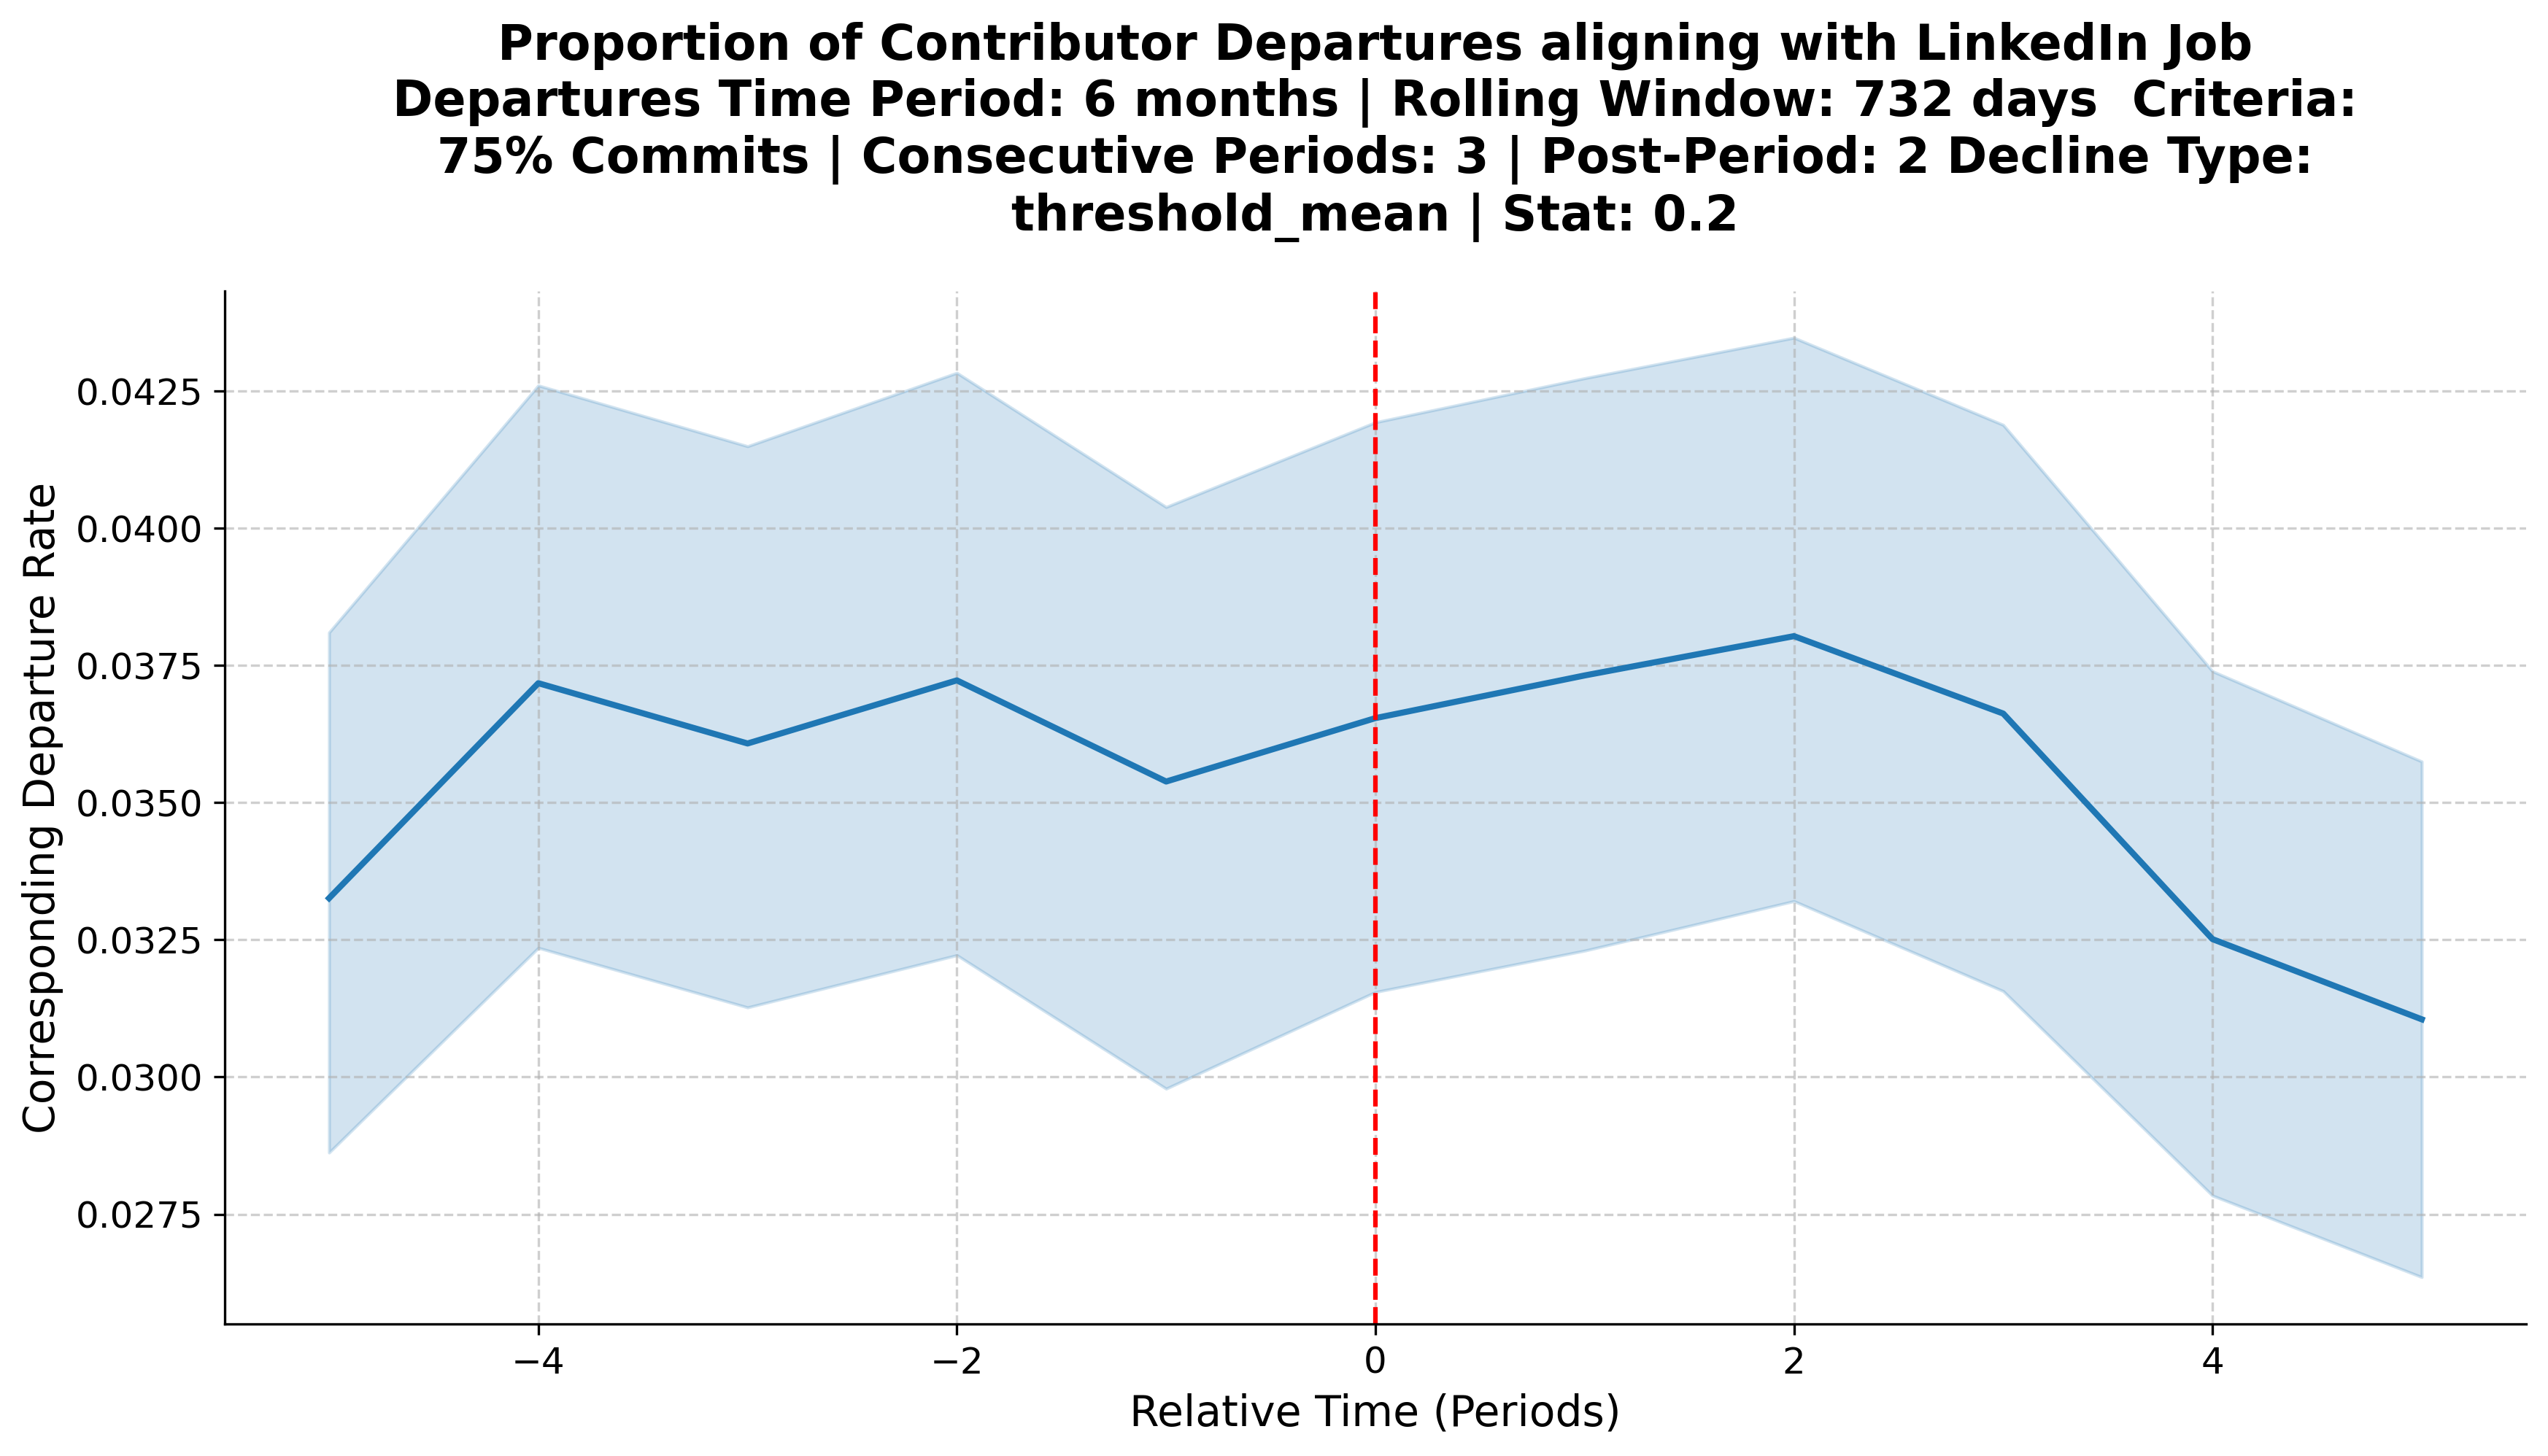 Proportion of Contributor Departures aligning with LinkedIn Job
Departures Time Period: 6 months | Rolling Window: 732 days  Criteria:
75% Commits | Consecutive Periods: 3 | Post-Period: 2 Decline Type:
threshold_mean | Stat: 0.2
Corresponding Departure Rate
0.0425
0.0400
0.0375
0.0350
0.0325
0.0300
0.0275
−4
−2
0
2
4
Relative Time (Periods)